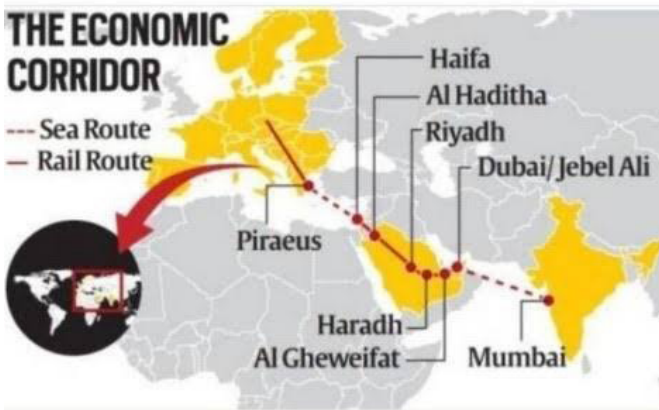 THE ECONOMIC
CORRIDOR
Sea Route
Rail Route
Haifa
Al Haditha
Riyadh
Dubai/ Jebel Ali
Piraeus
Haradh
Al Gheweifat
Mumbai